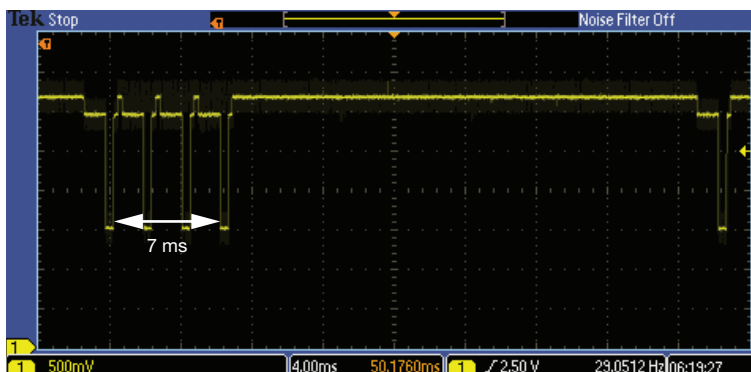 Tek Stop
Noise Filter Off
T
T
7 ms
1
1 500mV 4.00ms 50.1760ms 1 2.50 V 29.0512 Hz 06:19:27